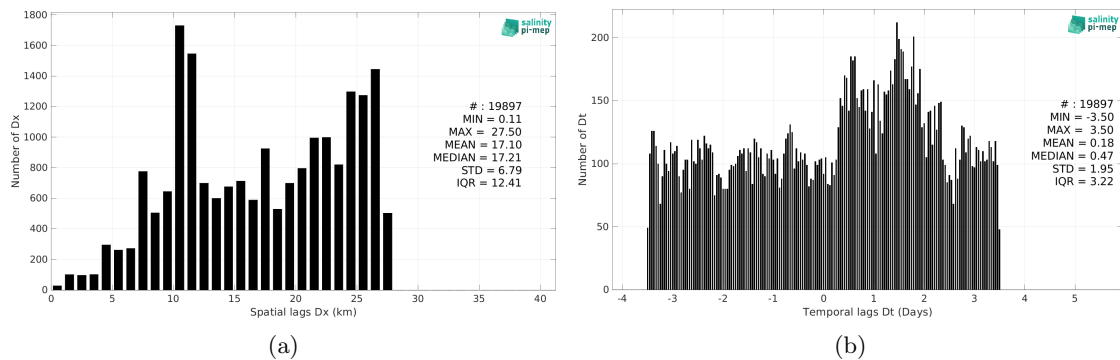 1800
1600
1400
1200
1000
800
600
400
200
0
Number of Dx
0 5 10 15 20 25 30 35 40
Spatial lags Dx (km)
salinity
pi-mep
# : 19897
MIN = 0.11
MAX = 27.50
MEAN = 17.10
MEDIAN = 17.21
STD = 6.79
IQR = 12.41
(a)
200
150
100
50
0
Number of Dt
-4 -3 -2 -1 0 1 2 3 4 5
Temporal lags Dt (Days)
salinity
pi-mep
# : 19897
MIN = -3.50
MAX = 3.50
MEAN = 0.18
MEDIAN = 0.47
STD = 1.95
IQR = 3.22
(b)